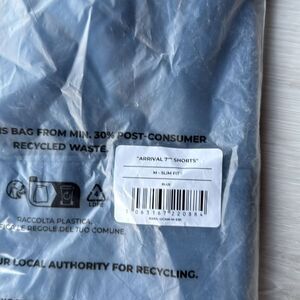 IS BAG FROM MIN. 30% POST-CONSUMER
RECYCLED WASTE.
"ARRIVAL 7" SHORTS"
M - SLIM FIT
BLUE
RACCOLTA PLASTICA.
LE REGOLE DEL TUO COMUNE
UR LOCAL AUTHORITY FOR RECYCLING.